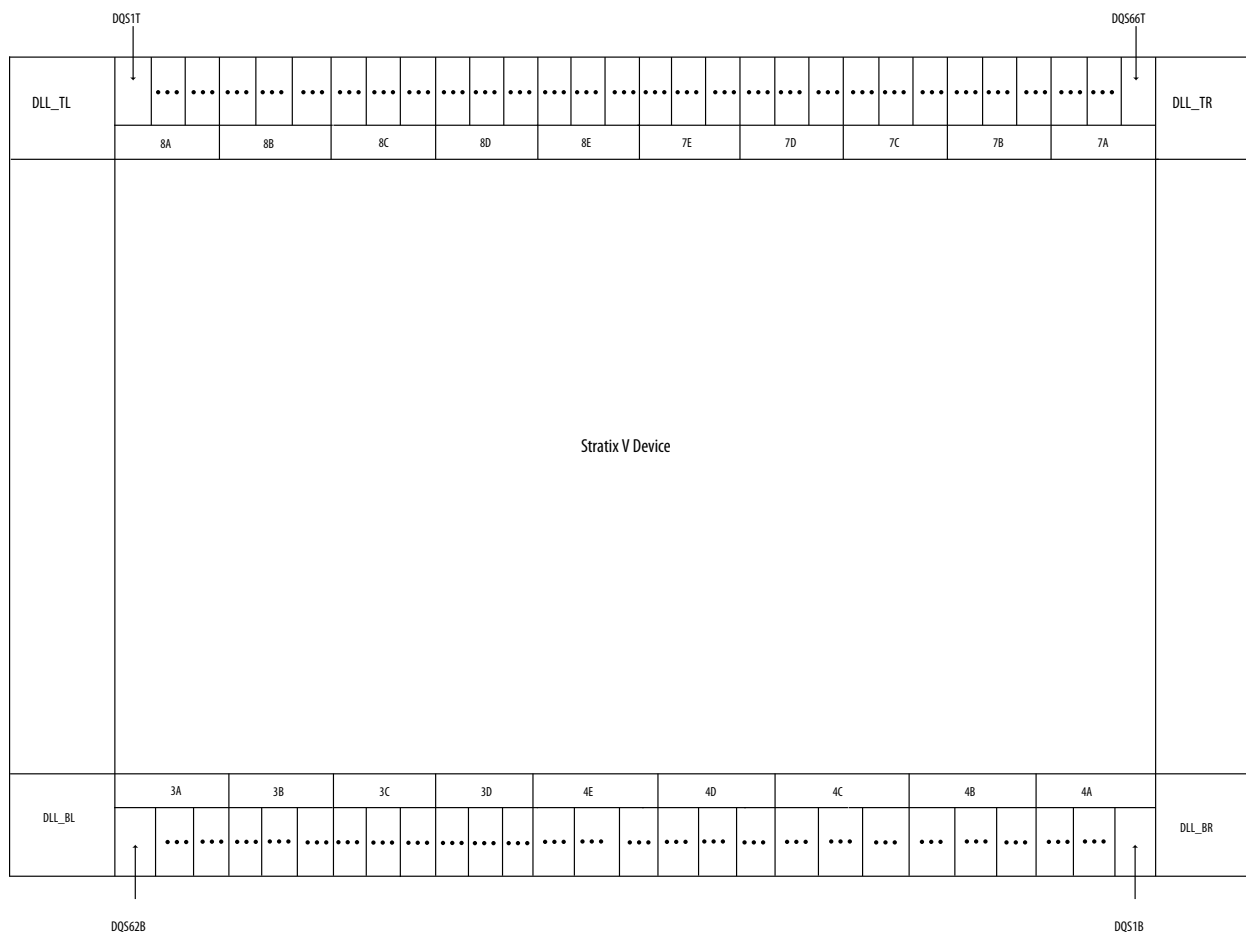 DQS1T DQS66T
DLL_TL DLL_TR
8A 8B 8C 8D 8E 7E 7D 7C 7B 7A
Stratix V Device
3A 3B 3C 3D 4E 4D 4C 4B 4A
DLL_BL DLL_BR
DQS62B DQS1B